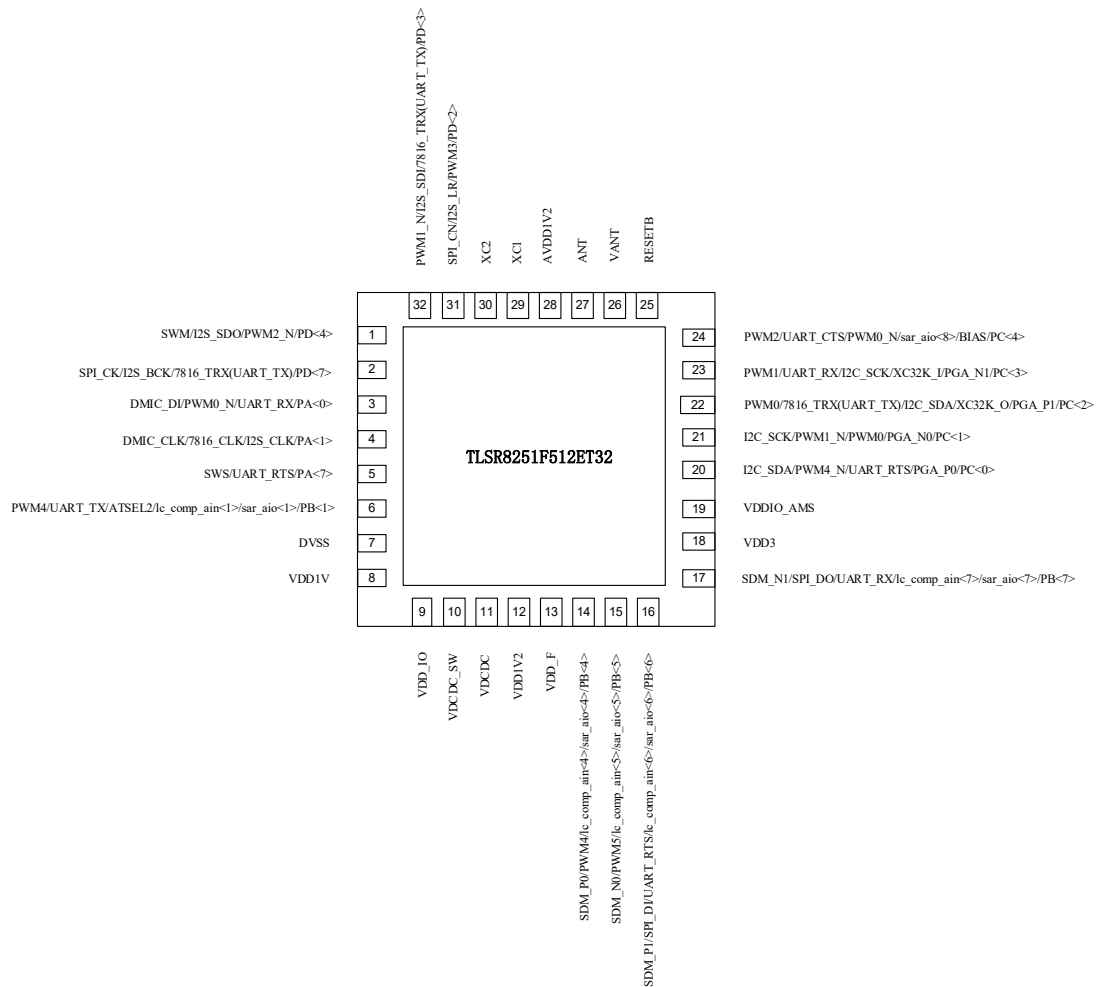 PWM1_N/I2S_SDI/7816_TRX(UART_TX)/PD<3>
SPI_CN/I2S_LR/PWM3/PD<2>
XC2
XC1
AVDD1V2
ANT
VANT
RESETB
32
31
30
29
28
27
26
25
SWM/I2S_SDO/PWM2_N/PD<4>
1
SPI_CK/I2S_BCK/7816_TRX(UART_TX)/PD<7>
2
DMIC_DI/PWM0_N/UART_RX/PA<0>
3
DMIC_CLK/7816_CLK/I2S_CLK/PA<1>
4
SWS/UART_RTS/PA<7>
5
PWM4/UART_TX/ATSEL2/lc_comp_ain<1>/sar_aio<1>/PB<1>
6
DVSS
7
VDD1V
8
TLSR8251F512ET32
24
PWM2/UART_CTS/PWM0_N/sar_aio<8>/BIAS/PC<4>
23
PWM1/UART_RX/I2C_SCK/XC32K_I/PGA_N1/PC<3>
22
PWM0/7816_TRX(UART_TX)/I2C_SDA/XC32K_O/PGA_P1/PC<2>
21
I2C_SCK/PWM1_N/PWM0/PGA_N0/PC<1>
20
I2C_SDA/PWM4_N/UART_RTS/PGA_P0/PC<0>
19
VDDIO_AMS
18
VDD3
17
SDM_N1/SPI_DO/UART_RX/lc_comp_ain<7>/sar_aio<7>/PB<7>
9
10
11
12
13
14
15
16
VDD_IO
VDCDC_SW
VDCDC
VDD1V2
VDD_F
SDM_P0/PWM4/lc_comp_ain<4>/sar_aio<4>/PB<4>
SDM_N0/PWM5/lc_comp_ain<5>/sar_aio<5>/PB<5>
SDM_P1/SPI_DI/UART_RTS/lc_comp_ain<6>/sar_aio<6>/PB<6>